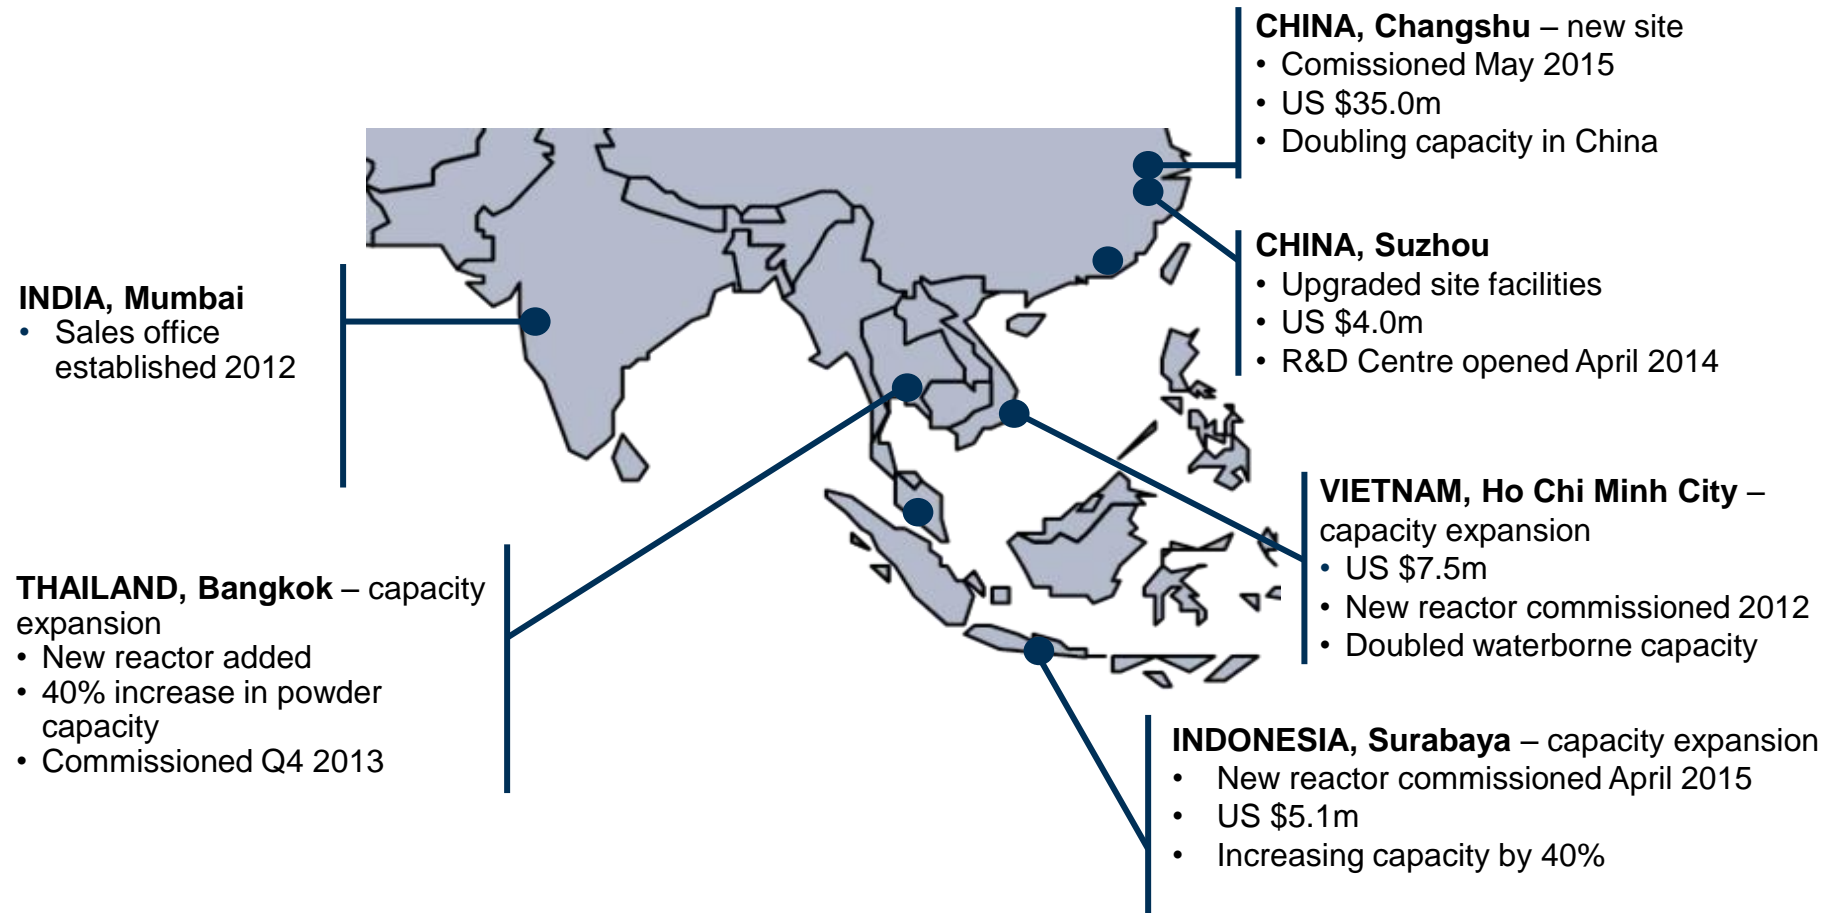 CHINA, Changshu – new site
• Comissioned May 2015
• US $35.0m
• Doubling capacity in China
CHINA, Suzhou
• Upgraded site facilities
• US $4.0m
• R&D Centre opened April 2014
INDIA, Mumbai
• Sales office
established 2012
VIETNAM, Ho Chi Minh City –
capacity expansion
• US $7.5m
• New reactor commissioned 2012
• Doubled waterborne capacity
THAILAND, Bangkok – capacity
expansion
• New reactor added
• 40% increase in powder
capacity
• Commissioned Q4 2013
INDONESIA, Surabaya – capacity expansion
• New reactor commissioned April 2015
• US $5.1m
• Increasing capacity by 40%